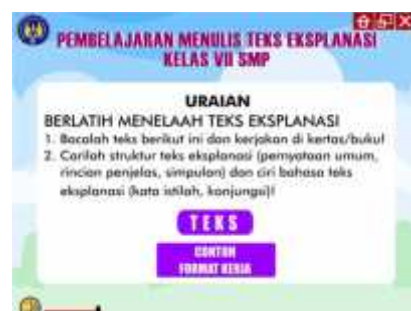 PEMBELAJARAN MENULIS TEKS EKSPLANASI
KELAS VII SMP
URAIAN
BERLATIH MENELAAH TEKS EKSPLANASI
1. Bacalah teks berikut ini dan kerjakan di kertas/buku!
2. Carilah struktur teks eksplanasi (pernyataan umum,
rincian penjelas, simpulan) dan ciri bahasa teks
eksplanasi (kata istilah, konjungsi)!
TEKS
CONTOH
FORMAT KERJA